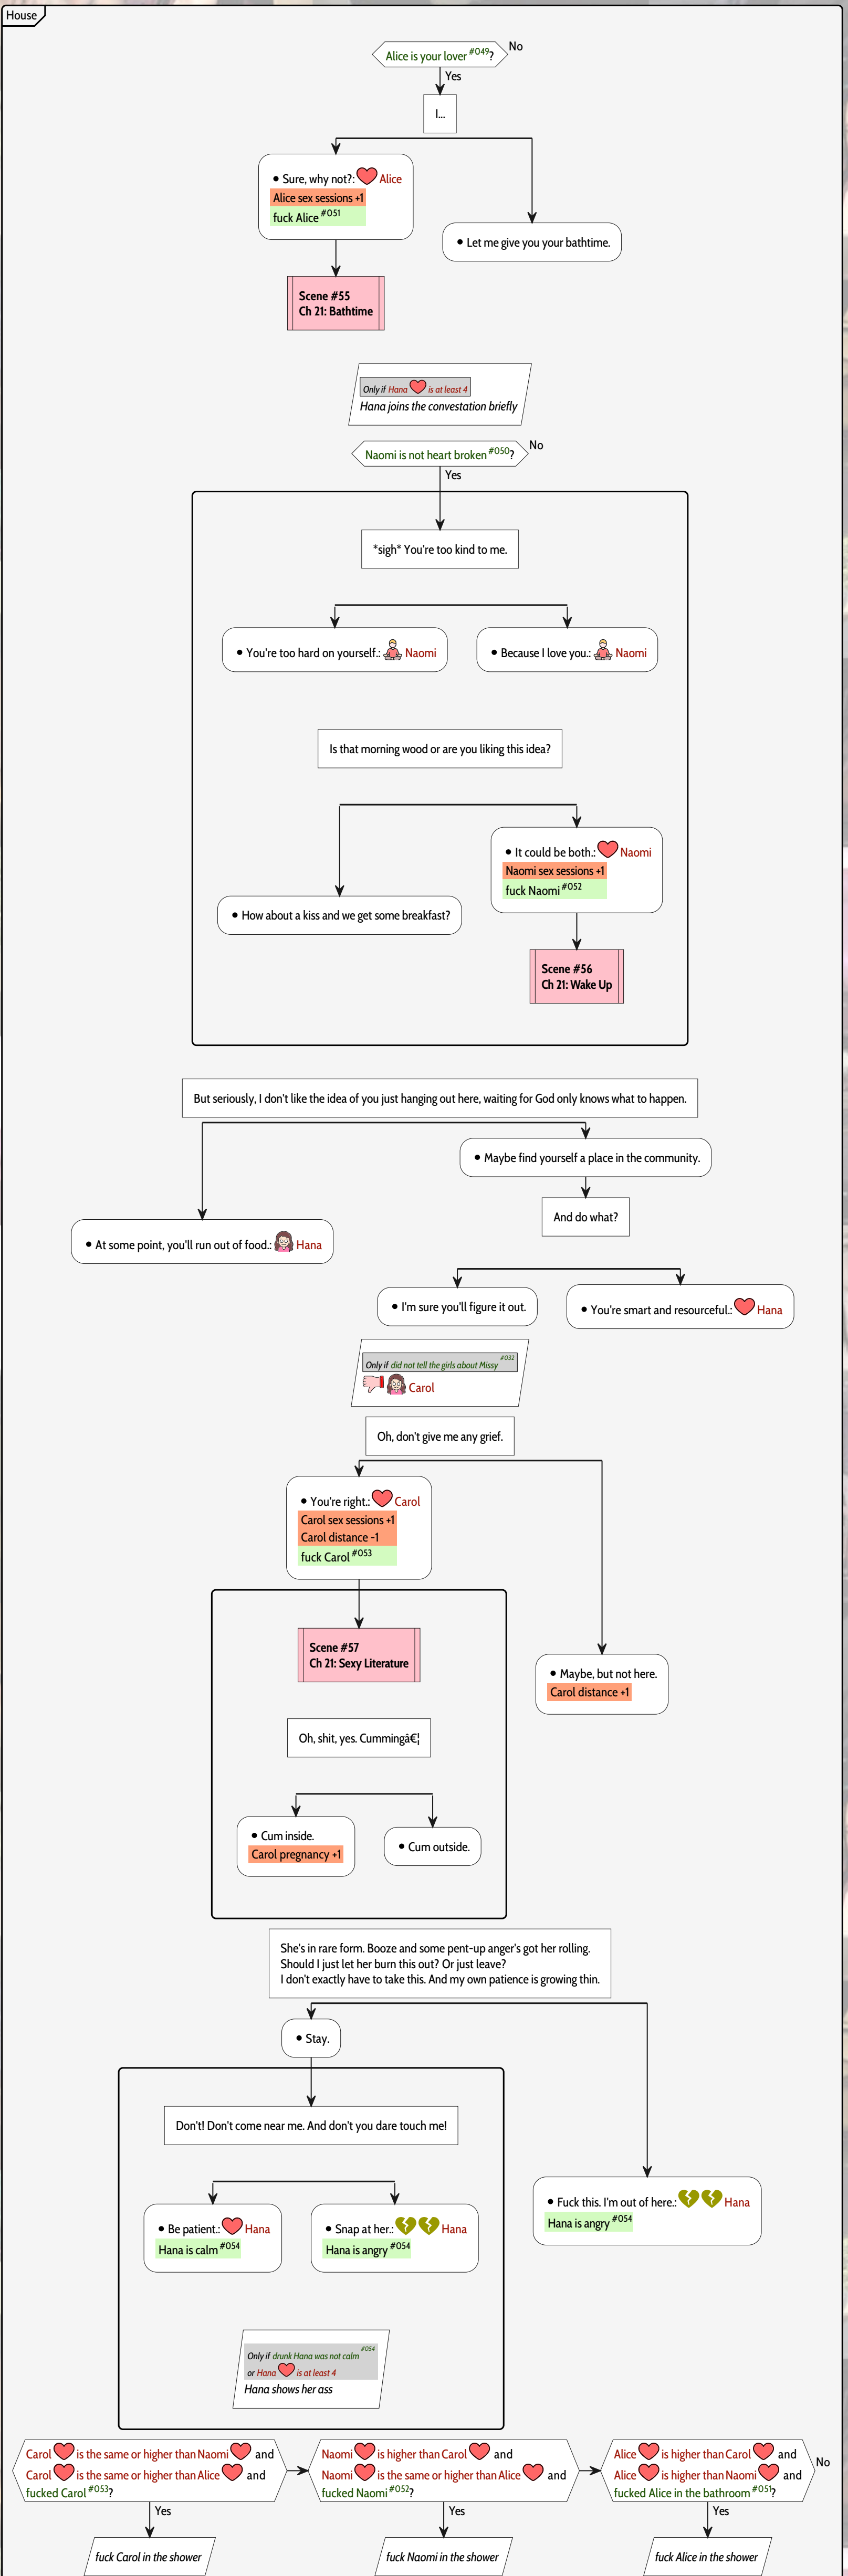 House
Alice is your lover #049?
No
Yes
I...
• Sure, why not?: Alice
Alice sex sessions +1
fuck Alice #051
• Let me give you your bathtime.
Scene #55
Ch 21: Bathtime
Only if Hana is at least 4
Hana joins the convestation briefly
Naomi is not heart broken #050?
No
Yes
*sigh* You're too kind to me.
• You're too hard on yourself.: Naomi
• Because I love you.: Naomi
Is that morning wood or are you liking this idea?
• It could be both.: Naomi
Naomi sex sessions +1
fuck Naomi #052
• How about a kiss and we get some breakfast?
Scene #56
Ch 21: Wake Up
But seriously, I don't like the idea of you just hanging out here, waiting for God only knows what to happen.
• Maybe find yourself a place in the community.
And do what?
• At some point, you'll run out of food.: Hana
• I'm sure you'll figure it out.
• You're smart and resourceful.: Hana
Only if did not tell the girls about Missy #032
Carol
Oh, don't give me any grief.
• You're right.: Carol
Carol sex sessions +1
Carol distance -1
fuck Carol #053
Scene #57
Ch 21: Sexy Literature
• Maybe, but not here.
Carol distance +1
Oh, shit, yes. Cummingâ€¦
• Cum inside.
Carol pregnancy +1
• Cum outside.
She's in rare form. Booze and some pent-up anger's got her rolling.
Should I just let her burn this out? Or just leave?
I don't exactly have to take this. And my own patience is growing thin.
• Stay.
Don't! Don't come near me. And don't you dare touch me!
• Be patient.: Hana
Hana is calm #054
• Snap at her.: Hana
Hana is angry #054
• Fuck this. I'm out of here.: Hana
Hana is angry #054
Only if drunk Hana was not calm #054
or Hana is at least 4
Hana shows her ass
Carol is the same or higher than Naomi and
Carol is the same or higher than Alice and
fucked Carol #053?
Naomi is higher than Carol and
Naomi is the same or higher than Alice and
fucked Naomi #052?
Alice is higher than Carol and
Alice is higher than Naomi and
fucked Alice in the bathroom #051?
No
Yes
Yes
Yes
fuck Carol in the shower
fuck Naomi in the shower
fuck Alice in the shower